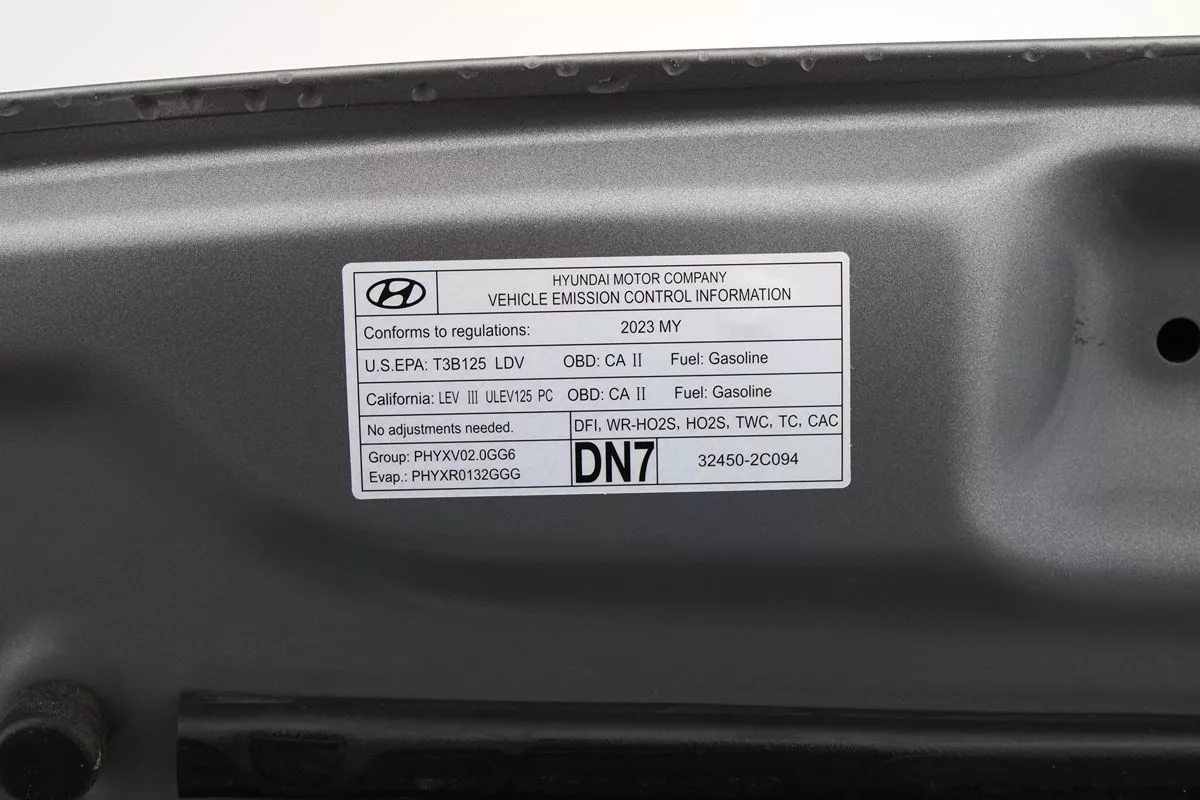 HYUNDAI MOTOR COMPANY
VEHICLE EMISSION CONTROL INFORMATION
Conforms to regulations: 2023 MY
U.S.EPA: T3B125 LDV OBD: CA II Fuel: Gasoline
California: LEV III ULEV125 PC OBD: CA II Fuel: Gasoline
No adjustments needed. DFI, WR-HO2S, HO2S, TWC, TC, CAC
Group: PHYXV02.0GG6
Evap.: PHYXR0132GGG
DN7
32450-2C094